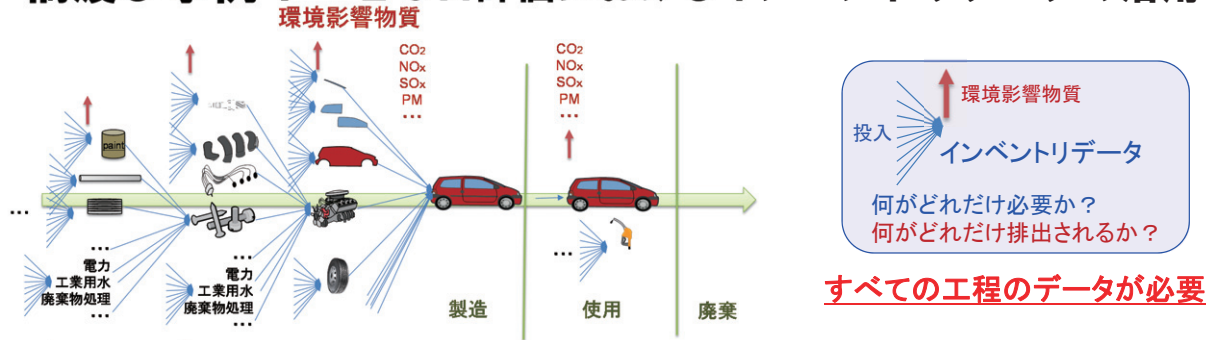 環境影響物質
CO2
NOx
SOx
PM
...
CO2
NOx
SOx
PM
...
paint
...
...
電力
工業用水
廃棄物処理
...
...
電力
工業用水
廃棄物処理
...
...
製造
使用
廃棄
環境影響物質
投入
インベントリデータ
何がどれだけ必要か？
何がどれだけ排出されるか？
すべての工程のデータが必要